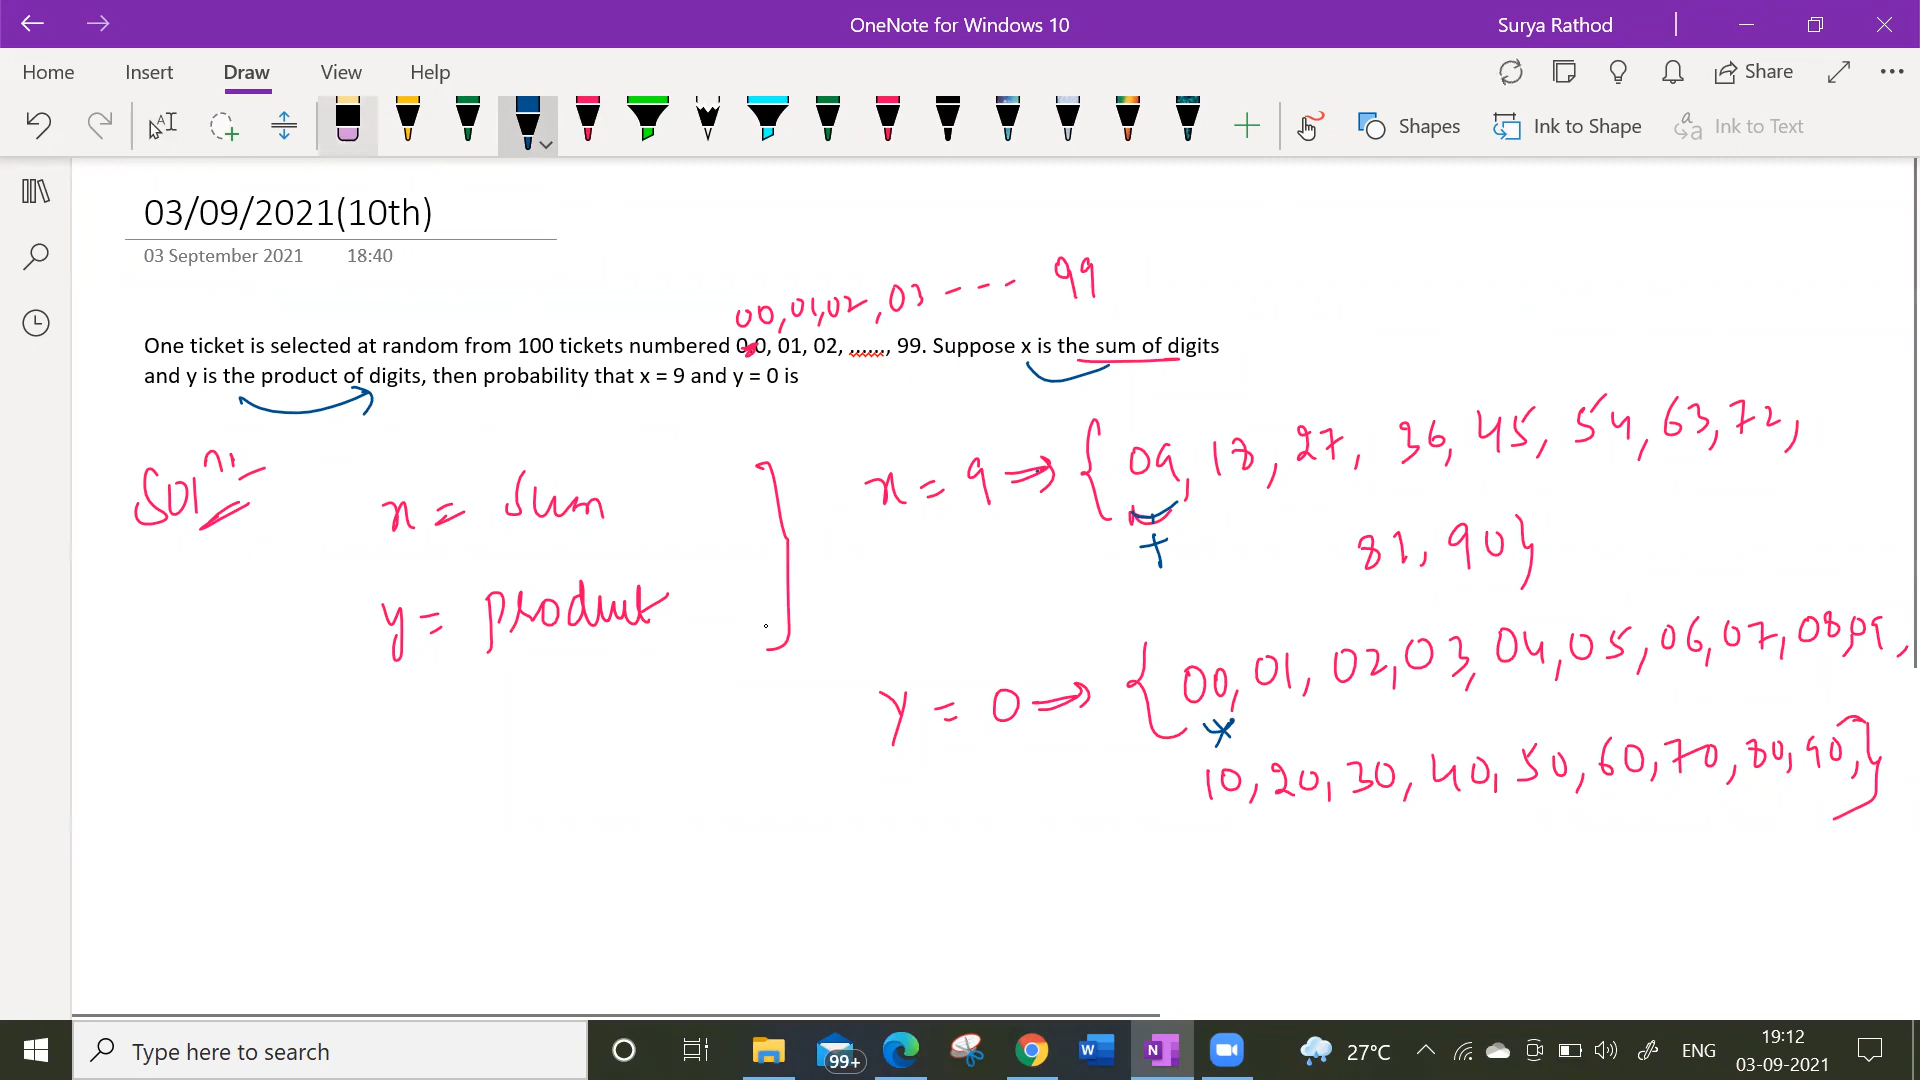 OneNote for Windows 10
Surya Rathod
Home Insert Draw View Help
Share
Shapes Ink to Shape Ink to Text
03/09/2021(10th)
03 September 2021 18:40
00, 01, 02, 03 - - - - 99
One ticket is selected at random from 100 tickets numbered 0 0, 01, 02, ,,,,,,, 99. Suppose x is the sum of digits
and y is the product of digits, then probability that x = 9 and y = 0 is
Solⁿ:
x = Sum
y = product
x = 9 ⇒ { 09, 18, 27, 36, 45, 54, 63, 72,
+
81, 90}
y = 0 ⇒ { 00, 01, 02, 03, 04, 05, 06, 07, 08, 09,
*
10, 20, 30, 40, 50, 60, 70, 80, 90, }
Type here to search
99+
27°C
ENG
19:12
03-09-2021